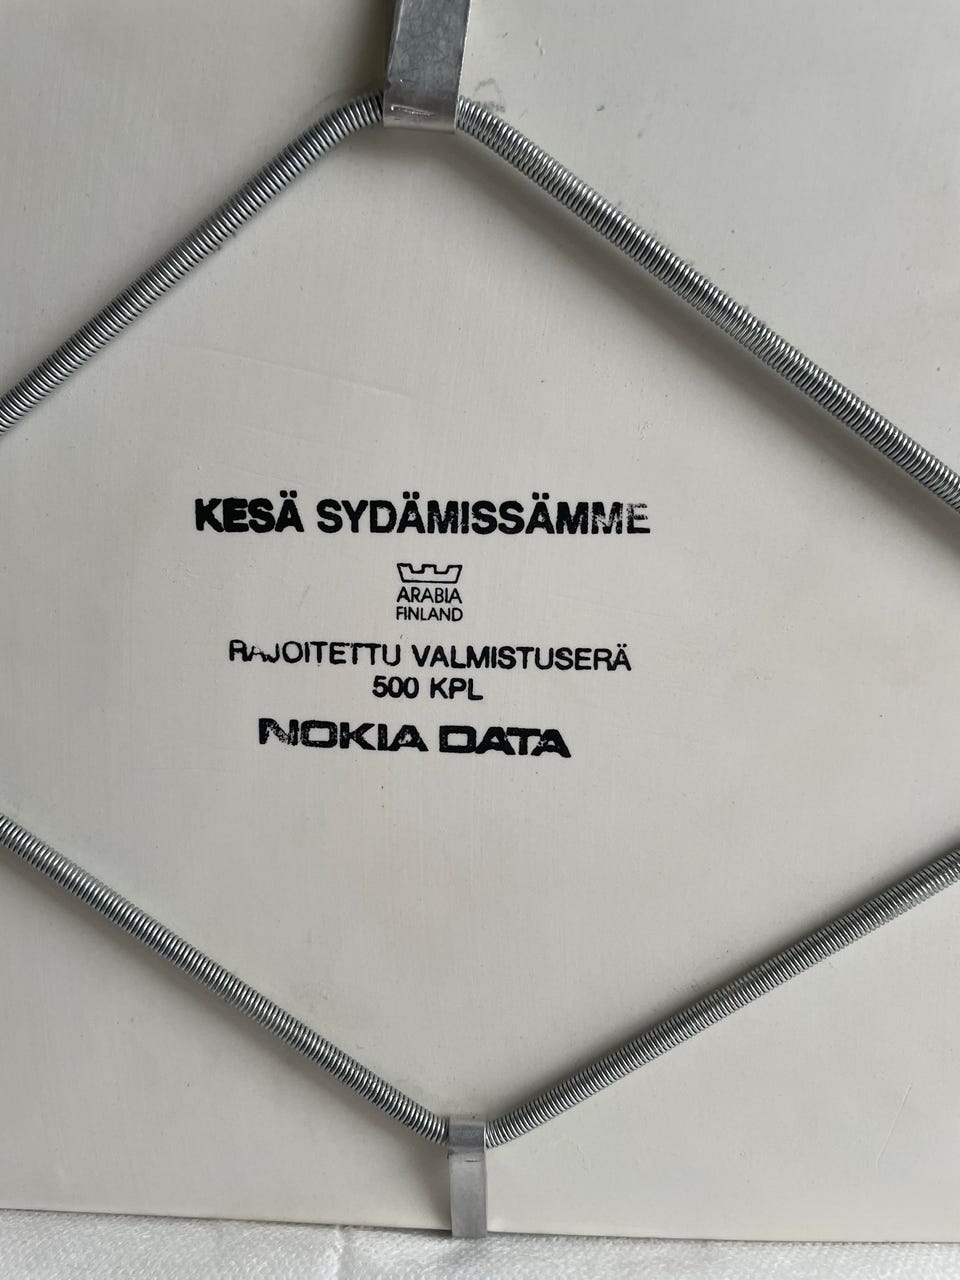 KESÄ SYDÄMISSÄMME
ARABIA
FINLAND
RAJOITETTU VALMISTUSERÄ
500 KPL
NOKIA DATA